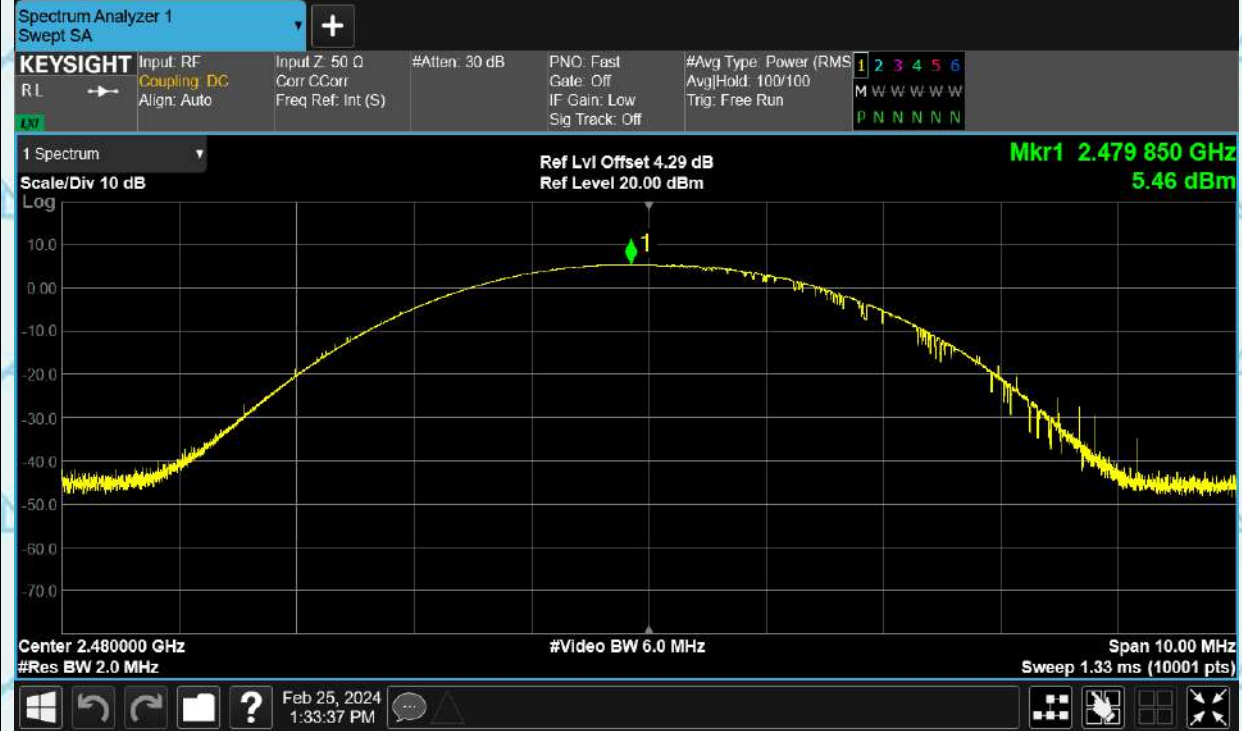 Spectrum Analyzer 1
Swept SA
KEYSIGHT
RL
LXI
Input: RF
Coupling: DC
Align: Auto
Input Z: 50 Ω
Corr CCorr
Freq Ref: Int (S)
#Atten: 30 dB
PNO: Fast
Gate: Off
IF Gain: Low
Sig Track: Off
#Avg Type: Power (RMS
Avg|Hold: 100/100
Trig: Free Run
1 2 3 4 5 6
M W W W W W
P N N N N N
1 Spectrum
Scale/Div 10 dB
Log
Ref Lvl Offset 4.29 dB
Ref Level 20.00 dBm
Mkr1 2.479 850 GHz
5.46 dBm
1
10.0
0.00
-10.0
-20.0
-30.0
-40.0
-50.0
-60.0
-70.0
Center 2.480000 GHz
#Res BW 2.0 MHz
#Video BW 6.0 MHz
Span 10.00 MHz
Sweep 1.33 ms (10001 pts)
?
Feb 25, 2024
1:33:37 PM